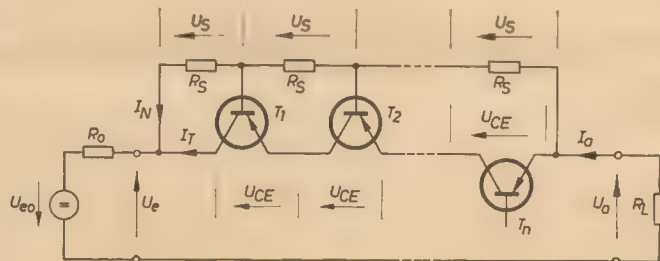 U_S U_S U_S
R_S R_S R_S
I_N T_1 T_2 U_CE
R_0 I_T I_a
U_eo = U_e U_CE U_CE T_n U_a R_L